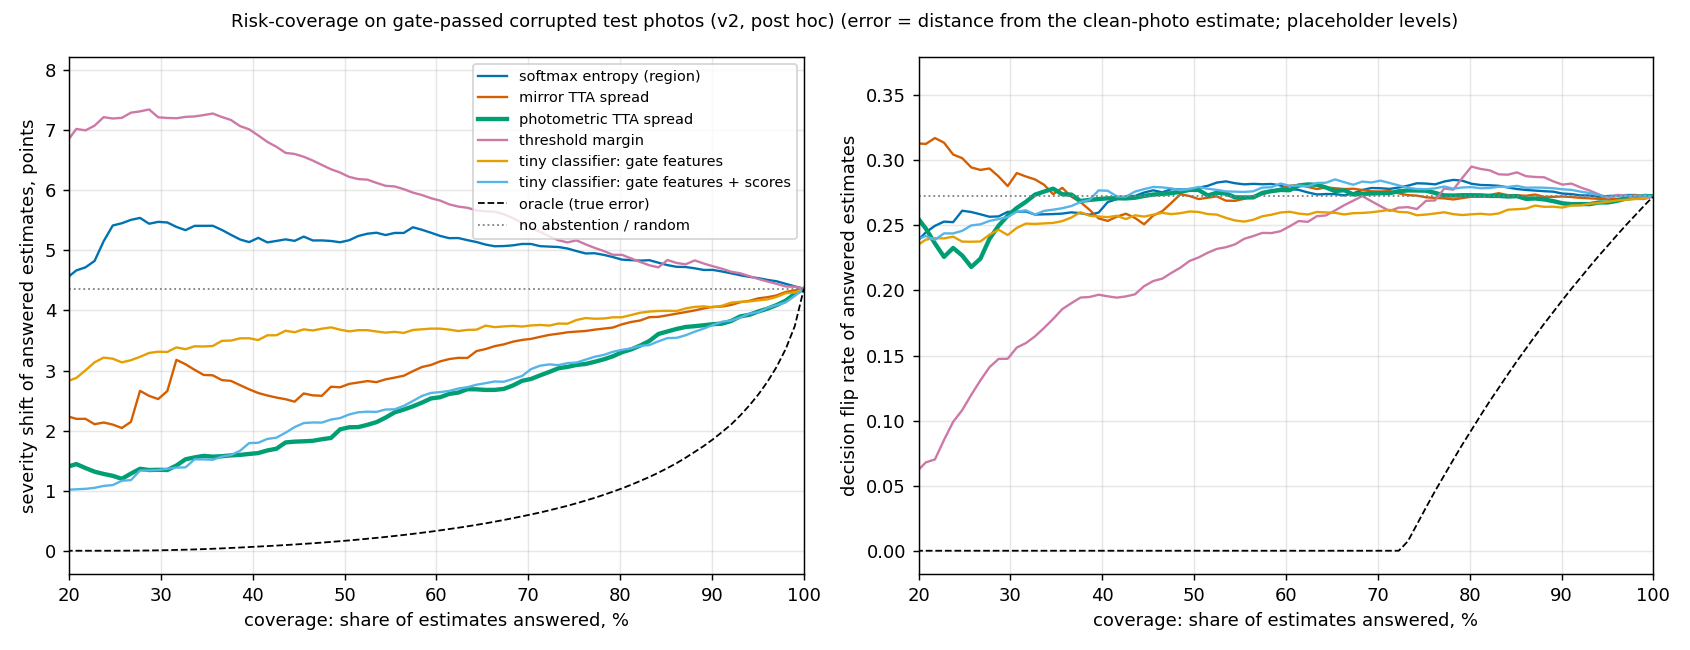 Risk-coverage on gate-passed corrupted test photos (v2, post hoc) (error = distance from the clean-photo estimate; placeholder levels)
severity shift of answered estimates, points
8
7
6
5
4
3
2
1
0
softmax entropy (region)
mirror TTA spread
photometric TTA spread
threshold margin
tiny classifier: gate features
tiny classifier: gate features + scores
oracle (true error)
no abstention / random
20 30 40 50 60 70 80 90 100
coverage: share of estimates answered, %
decision flip rate of answered estimates
0.35
0.30
0.25
0.20
0.15
0.10
0.05
0.00
20 30 40 50 60 70 80 90 100
coverage: share of estimates answered, %